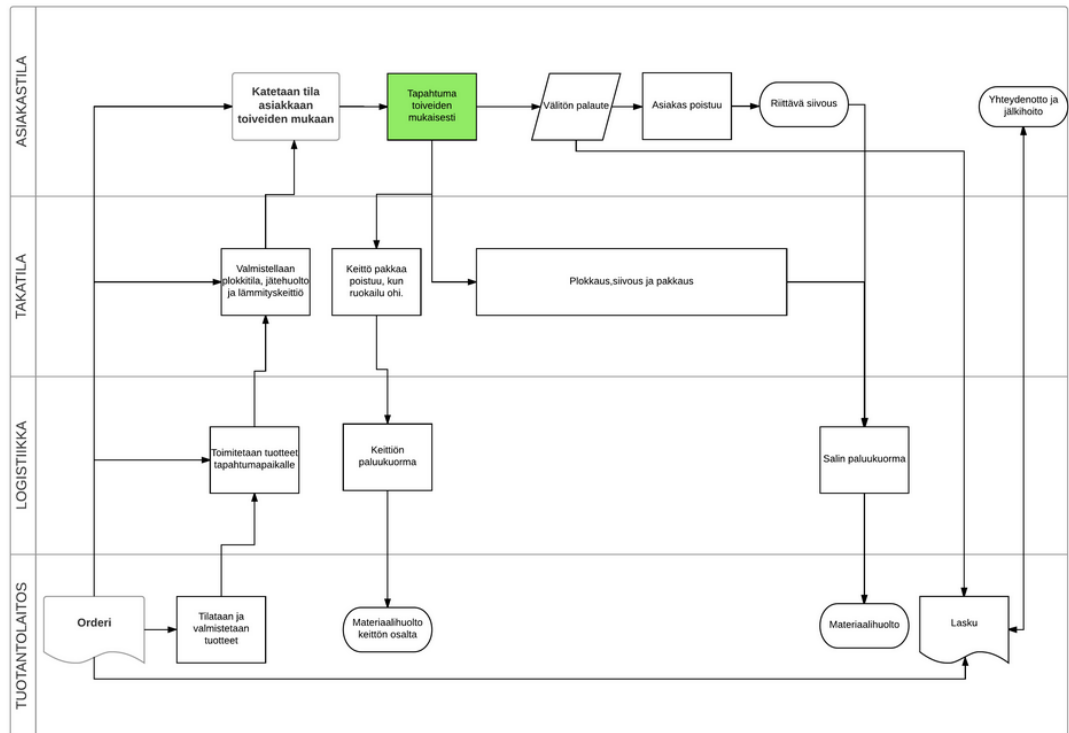 ASIAKASTILA
Katetaan tila
asiakkaan
toiveiden mukaan
Tapahtuma
toiveiden
mukaisesti
Välitön palaute
Asiakas poistuu
Riittävä siivous
Yhteydenotto ja
jälkihoito
TAKATILA
Valmistellaan
plokkitila, jätehuolto
ja lämmityskeittiö
Keittö pakkaa
poistuu, kun
ruokailu ohi.
Plokkaus,siivous ja pakkaus
LOGISTIIKKA
Toimitetaan tuotteet
tapahtumapaikalle
Keittiön
paluukuorma
Salin paluukuorma
TUOTANTOLAITOS
Orderi
Tilataan ja
valmistetaan
tuotteet
Materiaalihuolto
keittön osalta
Materiaalihuolto
Lasku